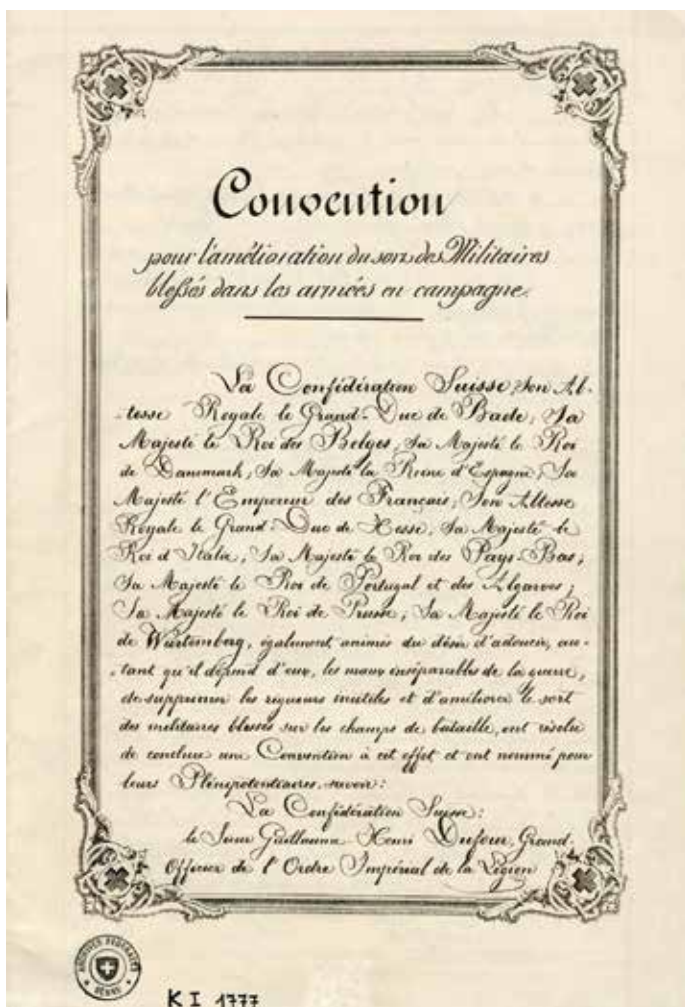 Convention
pour l'amélioration du sort des Militaires
blessés dans les armées en campagne.
La Confédération Suisse; Son Al-
-tesse Royale le Grand-Duc de Bade; Sa
Majesté le Roi des Belges; Sa Majesté le Roi
de Danemark; Sa Majesté la Reine d'Espagne; Sa
Majesté l'Empereur des Français; Son Altesse
Royale le Grand-Duc de Hesse; Sa Majesté le
Roi d'Italie; Sa Majesté le Roi des Pays-Bas;
Sa Majesté le Roi de Portugal et des Algarves;
Sa Majesté le Roi de Prusse; Sa Majesté le Roi
de Würtemberg, également animés du désir d'adoucir, au-
-tant qu'il dépend d'eux, les maux inséparables de la guerre,
de supprimer les rigueurs inutiles et d'améliorer le sort
des militaires blessés sur les champs de bataille, ont résolu
de conclure une Convention à cet effet et ont nommé pour
leurs Plénipotentiaires, savoir:
La Confédération Suisse:
le Sieur Guillaume Henri Dufour, Grand
Officier de l'Ordre Impérial de la Légion
ARCHIVES FÉDÉRALES
BERNE
K I 1777